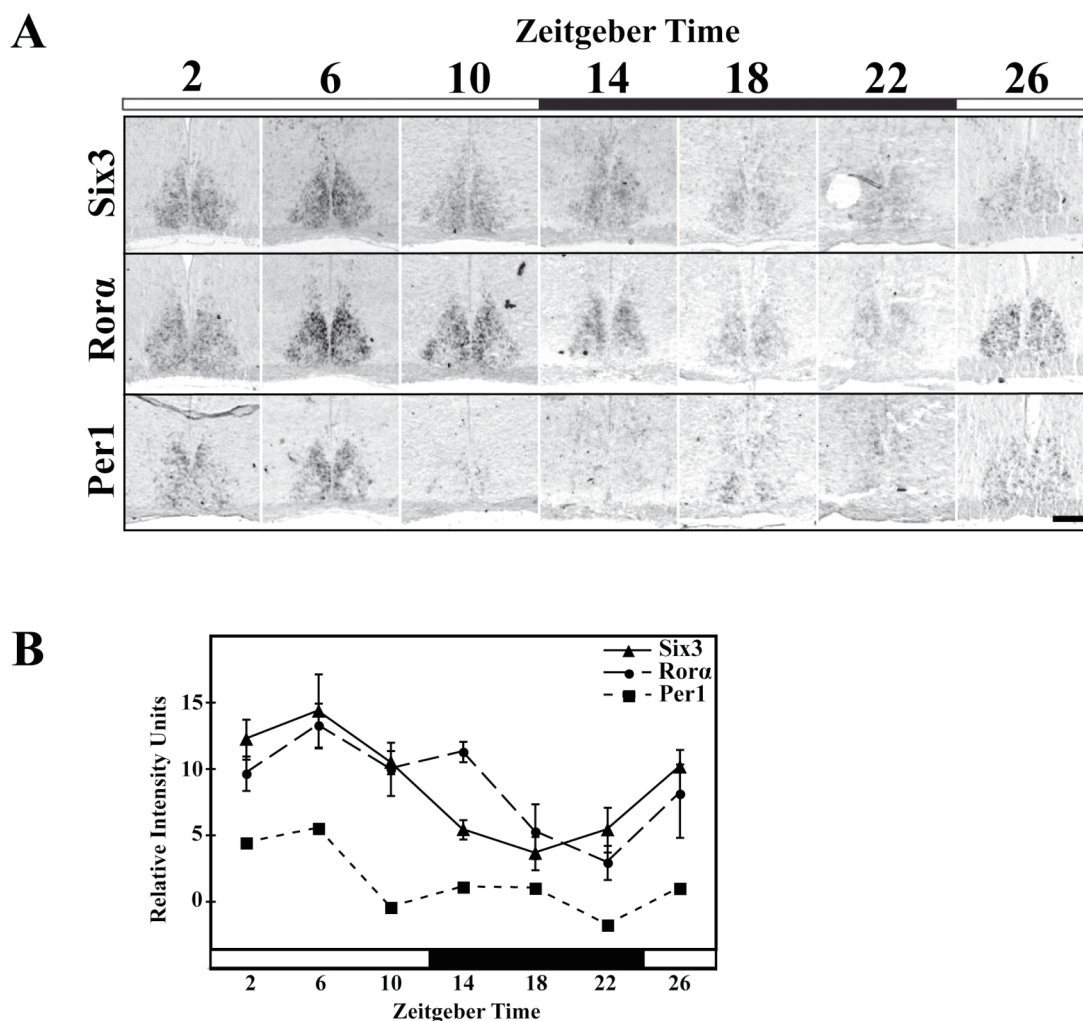 A
Zeitgeber Time
2 6 10 14 18 22 26
Six3
Rorα
Per1
B
Six3
Rorα
Per1
Relative Intensity Units
15
10
5
0
2 6 10 14 18 22 26
Zeitgeber Time